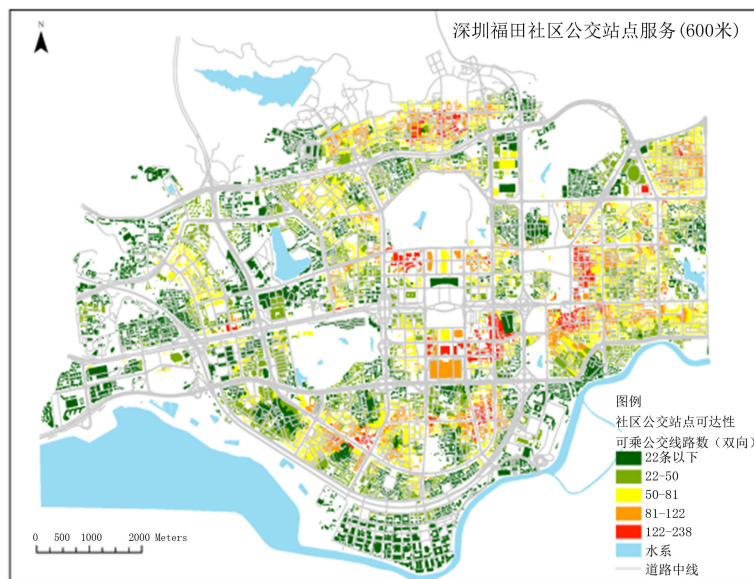 N
深圳福田社区公交站点服务(600米)
图例
社区公交站点可达性
可乘公交线路数（双向）
22条以下
22-50
50-81
81-122
122-238
水系
道路中线
0 500 1000 2000 Meters